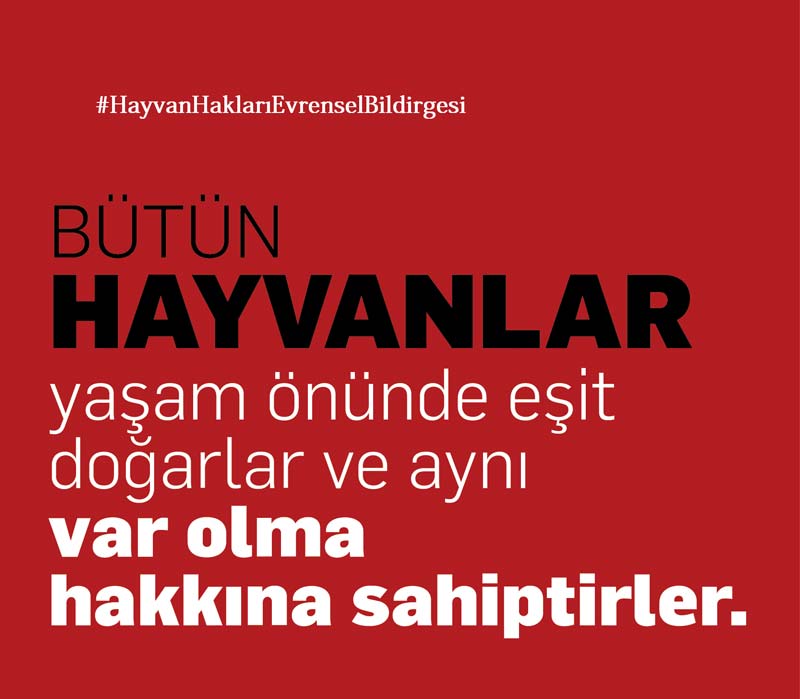 #HayvanHaklarıEvrenselBildirgesi
BÜTÜN
HAYVANLAR
yaşam önünde eşit
doğarlar ve aynı
var olma
hakkına sahiptirler.